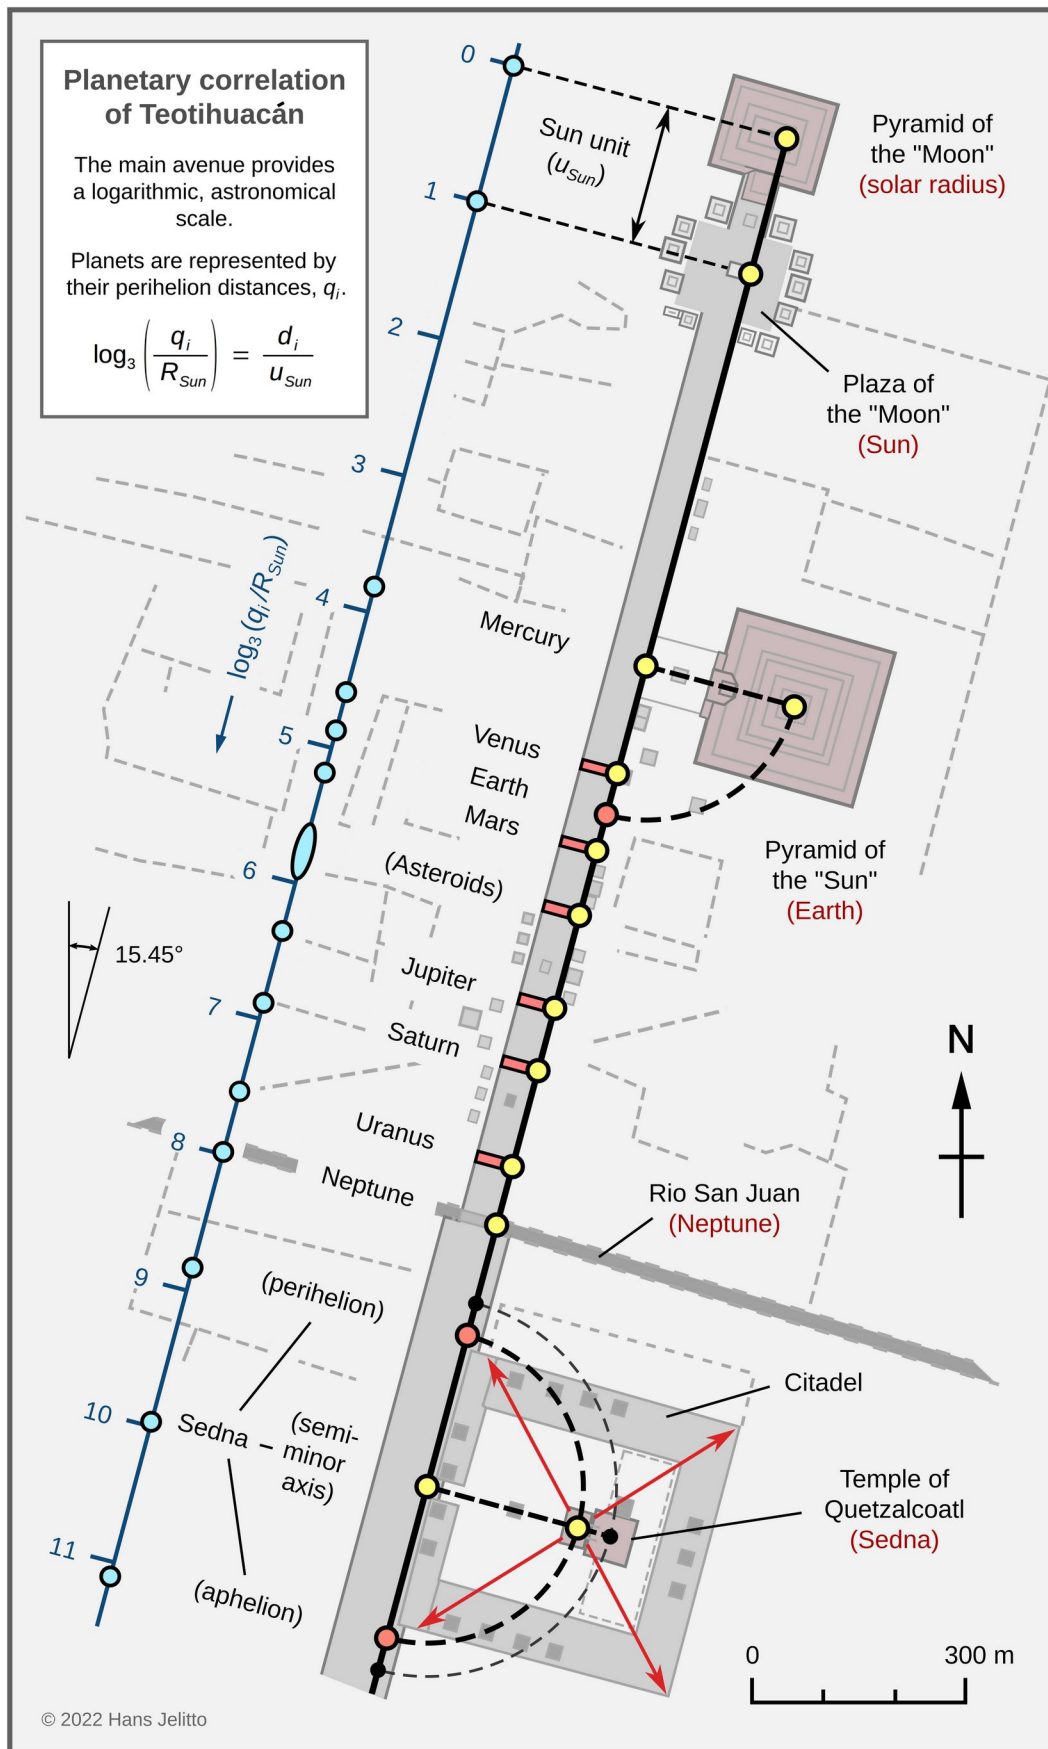 Planetary correlation
of Teotihuacán
The main avenue provides
a logarithmic, astronomical
scale.
Planets are represented by
their perihelion distances, qᵢ.
log₃ (qᵢ / R_Sun) = dᵢ / u_Sun
0
Sun unit
(u_Sun)
1
Pyramid of
the "Moon"
(solar radius)
2
Plaza of
the "Moon"
(Sun)
3
log₃(qᵢ/R_Sun)
4
Mercury
5
Venus
Earth
Mars
(Asteroids)
6
Pyramid of
the "Sun"
(Earth)
15.45°
Jupiter
7
Saturn
N
Uranus
8
Neptune
Rio San Juan
(Neptune)
9
(perihelion)
Citadel
10
Sedna
(semi-
minor
axis)
Temple of
Quetzalcoatl
(Sedna)
11
(aphelion)
0
300 m
© 2022 Hans Jelitto